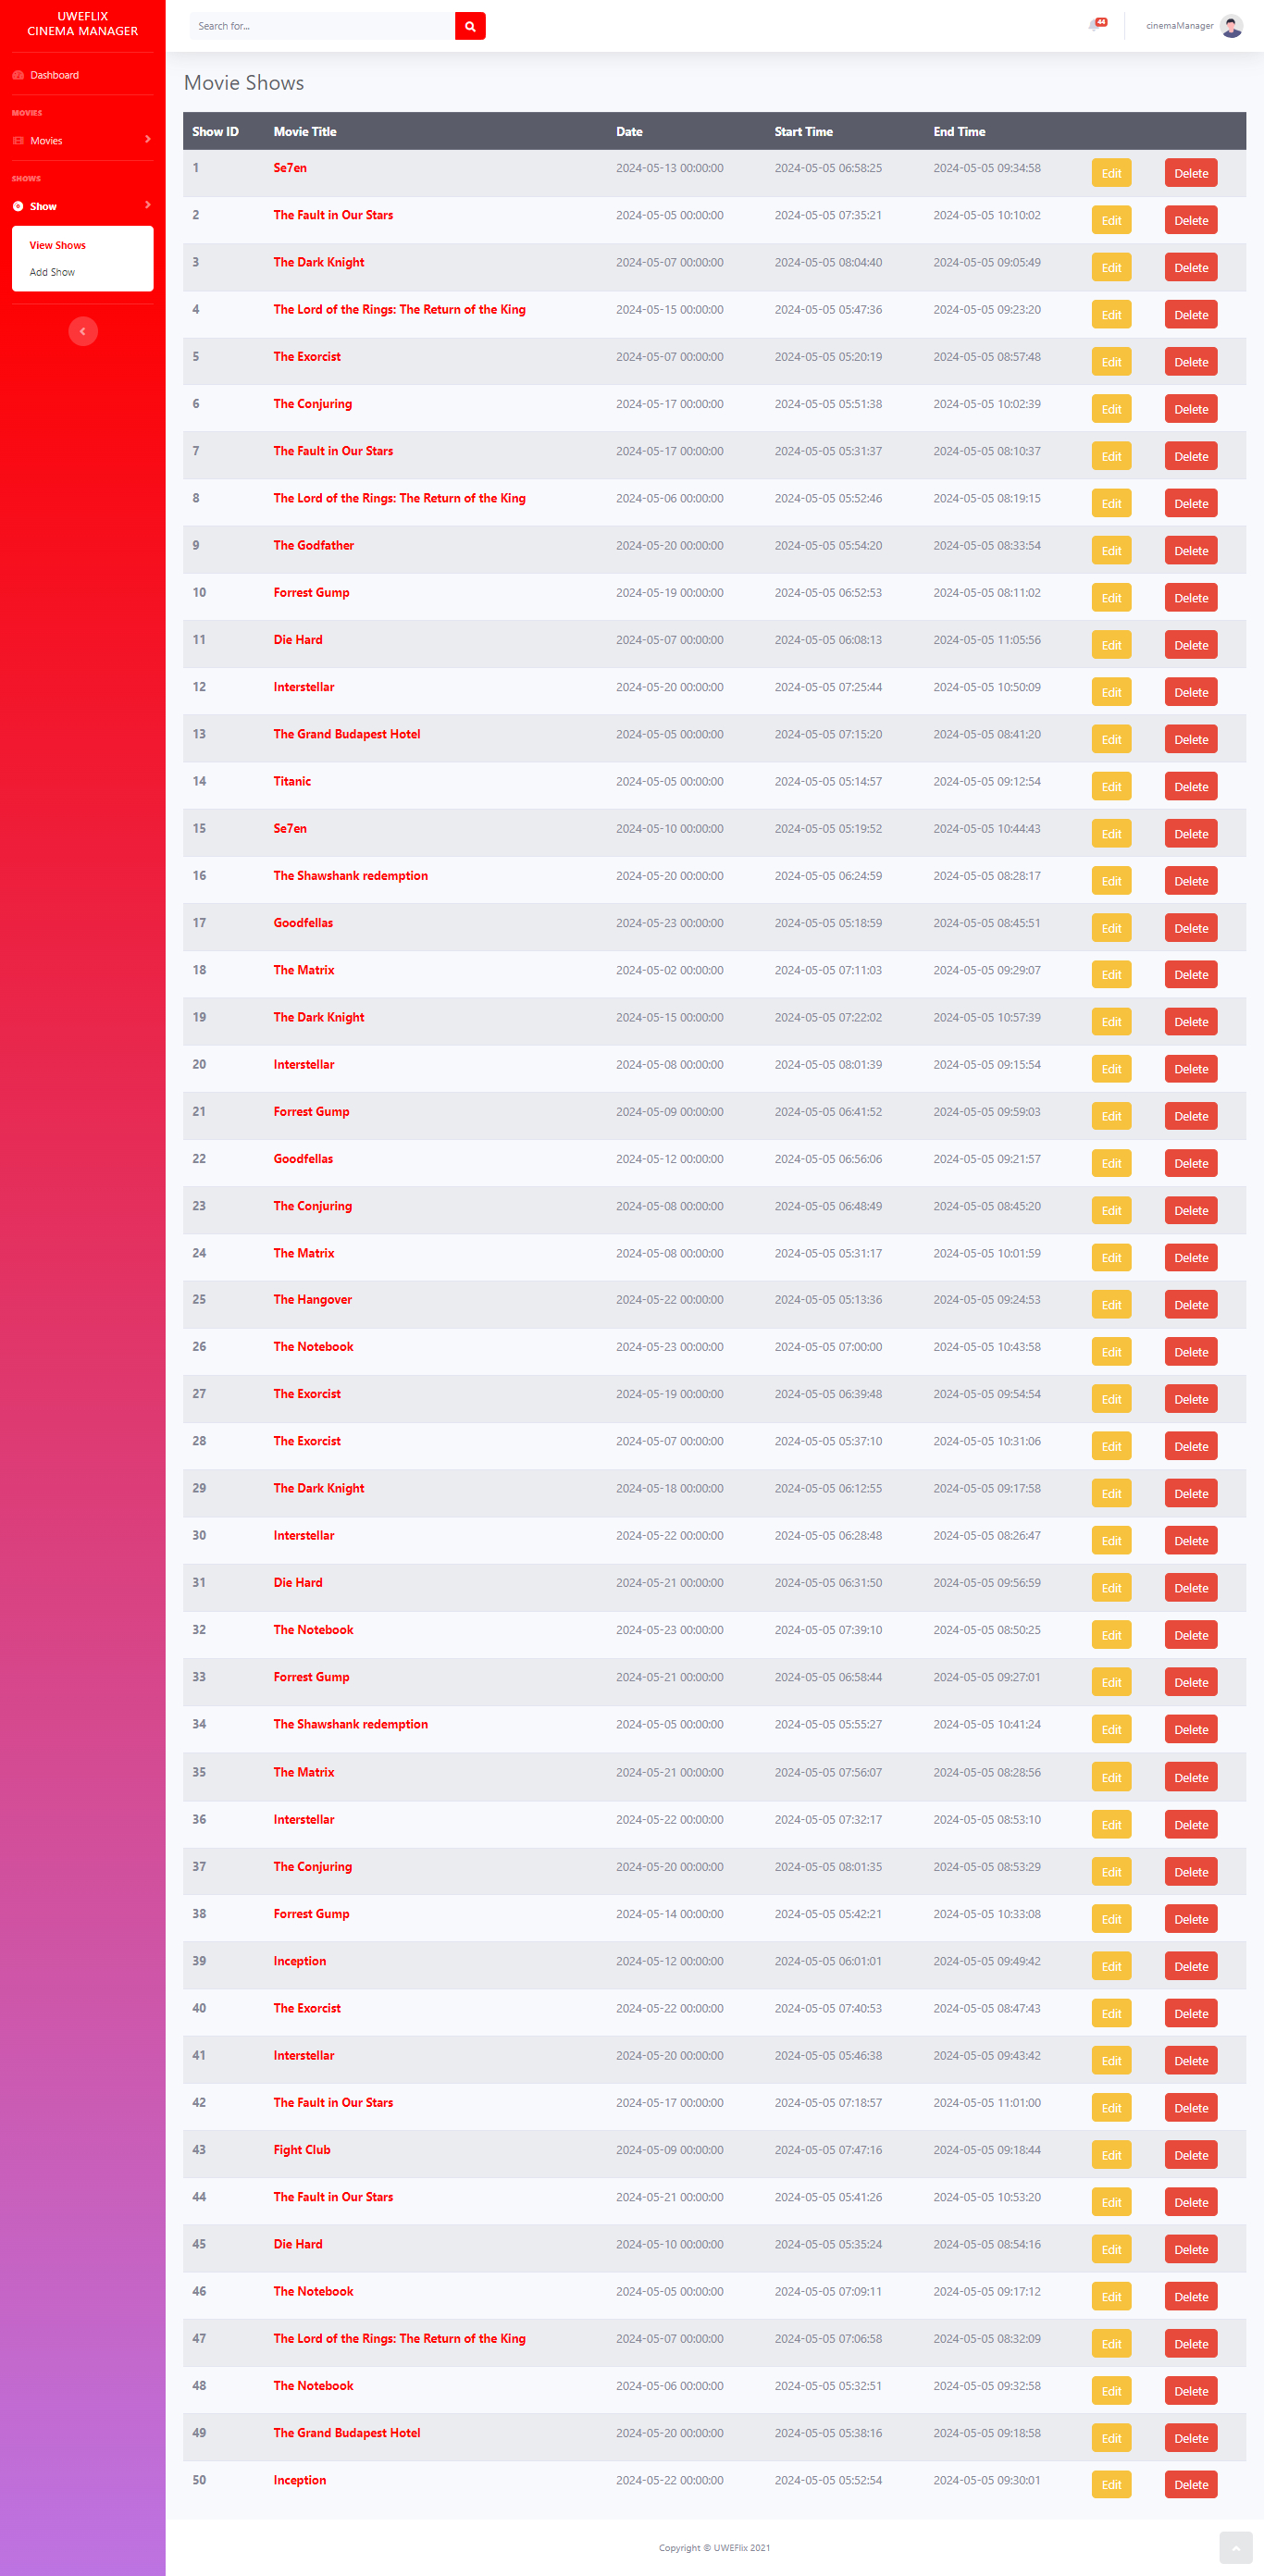 UWEFLIX
CINEMA MANAGER
Search for...
44
cinemaManager
Dashboard
MOVIES
Movies
SHOWS
Show
View Shows
Add Show
Movie Shows
Show ID Movie Title Date Start Time End Time
1 Se7en 2024-05-13 00:00:00 2024-05-05 06:58:25 2024-05-05 09:34:58 Edit Delete
2 The Fault in Our Stars 2024-05-05 00:00:00 2024-05-05 07:35:21 2024-05-05 10:10:02 Edit Delete
3 The Dark Knight 2024-05-07 00:00:00 2024-05-05 08:04:40 2024-05-05 09:05:49 Edit Delete
4 The Lord of the Rings: The Return of the King 2024-05-15 00:00:00 2024-05-05 05:47:36 2024-05-05 09:23:20 Edit Delete
5 The Exorcist 2024-05-07 00:00:00 2024-05-05 05:20:19 2024-05-05 08:57:48 Edit Delete
6 The Conjuring 2024-05-17 00:00:00 2024-05-05 05:51:38 2024-05-05 10:02:39 Edit Delete
7 The Fault in Our Stars 2024-05-17 00:00:00 2024-05-05 05:31:37 2024-05-05 08:10:37 Edit Delete
8 The Lord of the Rings: The Return of the King 2024-05-06 00:00:00 2024-05-05 05:52:46 2024-05-05 08:19:15 Edit Delete
9 The Godfather 2024-05-20 00:00:00 2024-05-05 05:54:20 2024-05-05 08:33:54 Edit Delete
10 Forrest Gump 2024-05-19 00:00:00 2024-05-05 06:52:53 2024-05-05 08:11:02 Edit Delete
11 Die Hard 2024-05-07 00:00:00 2024-05-05 06:08:13 2024-05-05 11:05:56 Edit Delete
12 Interstellar 2024-05-20 00:00:00 2024-05-05 07:25:44 2024-05-05 10:50:09 Edit Delete
13 The Grand Budapest Hotel 2024-05-05 00:00:00 2024-05-05 07:15:20 2024-05-05 08:41:20 Edit Delete
14 Titanic 2024-05-05 00:00:00 2024-05-05 05:14:57 2024-05-05 09:12:54 Edit Delete
15 Se7en 2024-05-10 00:00:00 2024-05-05 05:19:52 2024-05-05 10:44:43 Edit Delete
16 The Shawshank redemption 2024-05-20 00:00:00 2024-05-05 06:24:59 2024-05-05 08:28:17 Edit Delete
17 Goodfellas 2024-05-23 00:00:00 2024-05-05 05:18:59 2024-05-05 08:45:51 Edit Delete
18 The Matrix 2024-05-02 00:00:00 2024-05-05 07:11:03 2024-05-05 09:29:07 Edit Delete
19 The Dark Knight 2024-05-15 00:00:00 2024-05-05 07:22:02 2024-05-05 10:57:39 Edit Delete
20 Interstellar 2024-05-08 00:00:00 2024-05-05 08:01:39 2024-05-05 09:15:54 Edit Delete
21 Forrest Gump 2024-05-09 00:00:00 2024-05-05 06:41:52 2024-05-05 09:59:03 Edit Delete
22 Goodfellas 2024-05-12 00:00:00 2024-05-05 06:56:06 2024-05-05 09:21:57 Edit Delete
23 The Conjuring 2024-05-08 00:00:00 2024-05-05 06:48:49 2024-05-05 08:45:20 Edit Delete
24 The Matrix 2024-05-08 00:00:00 2024-05-05 05:31:17 2024-05-05 10:01:59 Edit Delete
25 The Hangover 2024-05-22 00:00:00 2024-05-05 05:13:36 2024-05-05 09:24:53 Edit Delete
26 The Notebook 2024-05-23 00:00:00 2024-05-05 07:00:00 2024-05-05 10:43:58 Edit Delete
27 The Exorcist 2024-05-19 00:00:00 2024-05-05 06:39:48 2024-05-05 09:54:54 Edit Delete
28 The Exorcist 2024-05-07 00:00:00 2024-05-05 05:37:10 2024-05-05 10:31:06 Edit Delete
29 The Dark Knight 2024-05-18 00:00:00 2024-05-05 06:12:55 2024-05-05 09:17:58 Edit Delete
30 Interstellar 2024-05-22 00:00:00 2024-05-05 06:28:48 2024-05-05 08:26:47 Edit Delete
31 Die Hard 2024-05-21 00:00:00 2024-05-05 06:31:50 2024-05-05 09:56:59 Edit Delete
32 The Notebook 2024-05-23 00:00:00 2024-05-05 07:39:10 2024-05-05 08:50:25 Edit Delete
33 Forrest Gump 2024-05-21 00:00:00 2024-05-05 06:58:44 2024-05-05 09:27:01 Edit Delete
34 The Shawshank redemption 2024-05-05 00:00:00 2024-05-05 05:55:27 2024-05-05 10:41:24 Edit Delete
35 The Matrix 2024-05-21 00:00:00 2024-05-05 07:56:07 2024-05-05 08:28:56 Edit Delete
36 Interstellar 2024-05-22 00:00:00 2024-05-05 07:32:17 2024-05-05 08:53:10 Edit Delete
37 The Conjuring 2024-05-20 00:00:00 2024-05-05 08:01:35 2024-05-05 08:53:29 Edit Delete
38 Forrest Gump 2024-05-14 00:00:00 2024-05-05 05:42:21 2024-05-05 10:33:08 Edit Delete
39 Inception 2024-05-12 00:00:00 2024-05-05 06:01:01 2024-05-05 09:49:42 Edit Delete
40 The Exorcist 2024-05-22 00:00:00 2024-05-05 07:40:53 2024-05-05 08:47:43 Edit Delete
41 Interstellar 2024-05-20 00:00:00 2024-05-05 05:46:38 2024-05-05 09:43:42 Edit Delete
42 The Fault in Our Stars 2024-05-17 00:00:00 2024-05-05 07:18:57 2024-05-05 11:01:00 Edit Delete
43 Fight Club 2024-05-09 00:00:00 2024-05-05 07:47:16 2024-05-05 09:18:44 Edit Delete
44 The Fault in Our Stars 2024-05-21 00:00:00 2024-05-05 05:41:26 2024-05-05 10:53:20 Edit Delete
45 Die Hard 2024-05-10 00:00:00 2024-05-05 05:35:24 2024-05-05 08:54:16 Edit Delete
46 The Notebook 2024-05-05 00:00:00 2024-05-05 07:09:11 2024-05-05 09:17:12 Edit Delete
47 The Lord of the Rings: The Return of the King 2024-05-07 00:00:00 2024-05-05 07:06:58 2024-05-05 08:32:09 Edit Delete
48 The Notebook 2024-05-06 00:00:00 2024-05-05 05:32:51 2024-05-05 09:32:58 Edit Delete
49 The Grand Budapest Hotel 2024-05-20 00:00:00 2024-05-05 05:38:16 2024-05-05 09:18:58 Edit Delete
50 Inception 2024-05-22 00:00:00 2024-05-05 05:52:54 2024-05-05 09:30:01 Edit Delete
Copyright © UWEFlix 2021